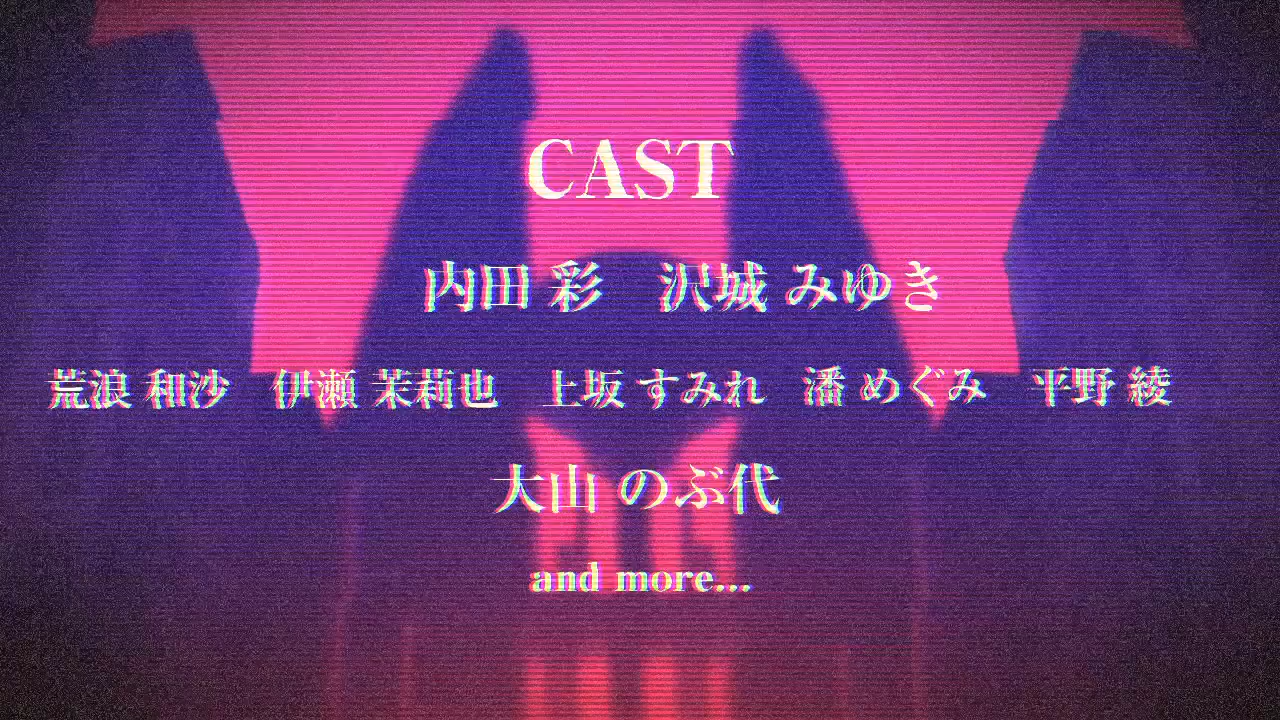 CAST
内田 彩　沢城 みゆき
荒浪 和沙　伊瀬 茉莉也　上坂 すみれ　潘 めぐみ　平野 綾
大山 のぶ代
and more...